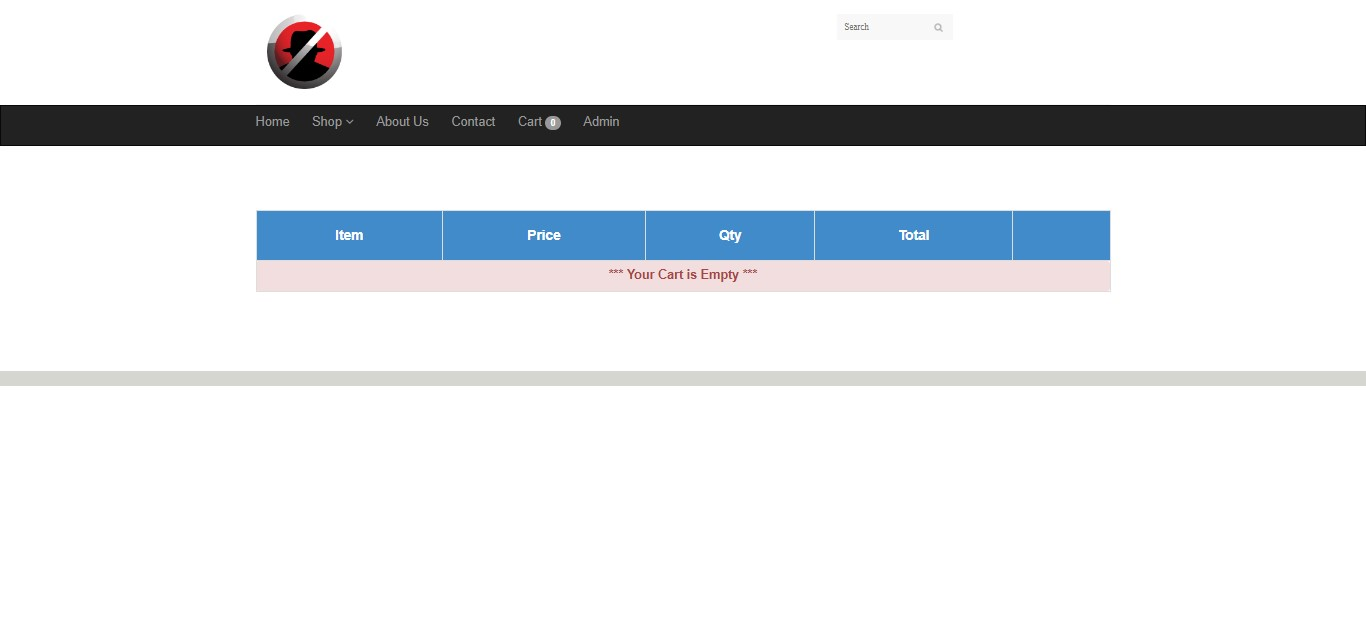 Search
Home Shop About Us Contact Cart 0 Admin
Item Price Qty Total
*** Your Cart is Empty ***